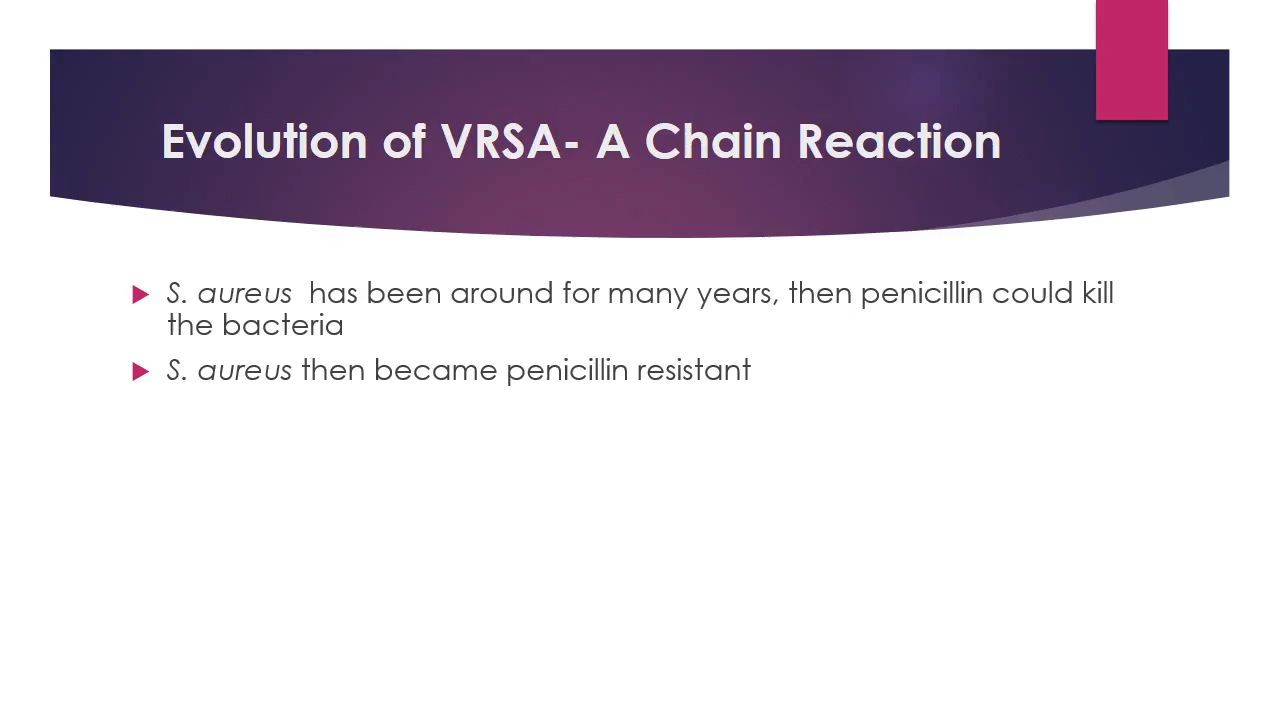 Evolution of VRSA- A Chain Reaction
S. aureus  has been around for many years, then penicillin could kill
the bacteria
S. aureus then became penicillin resistant